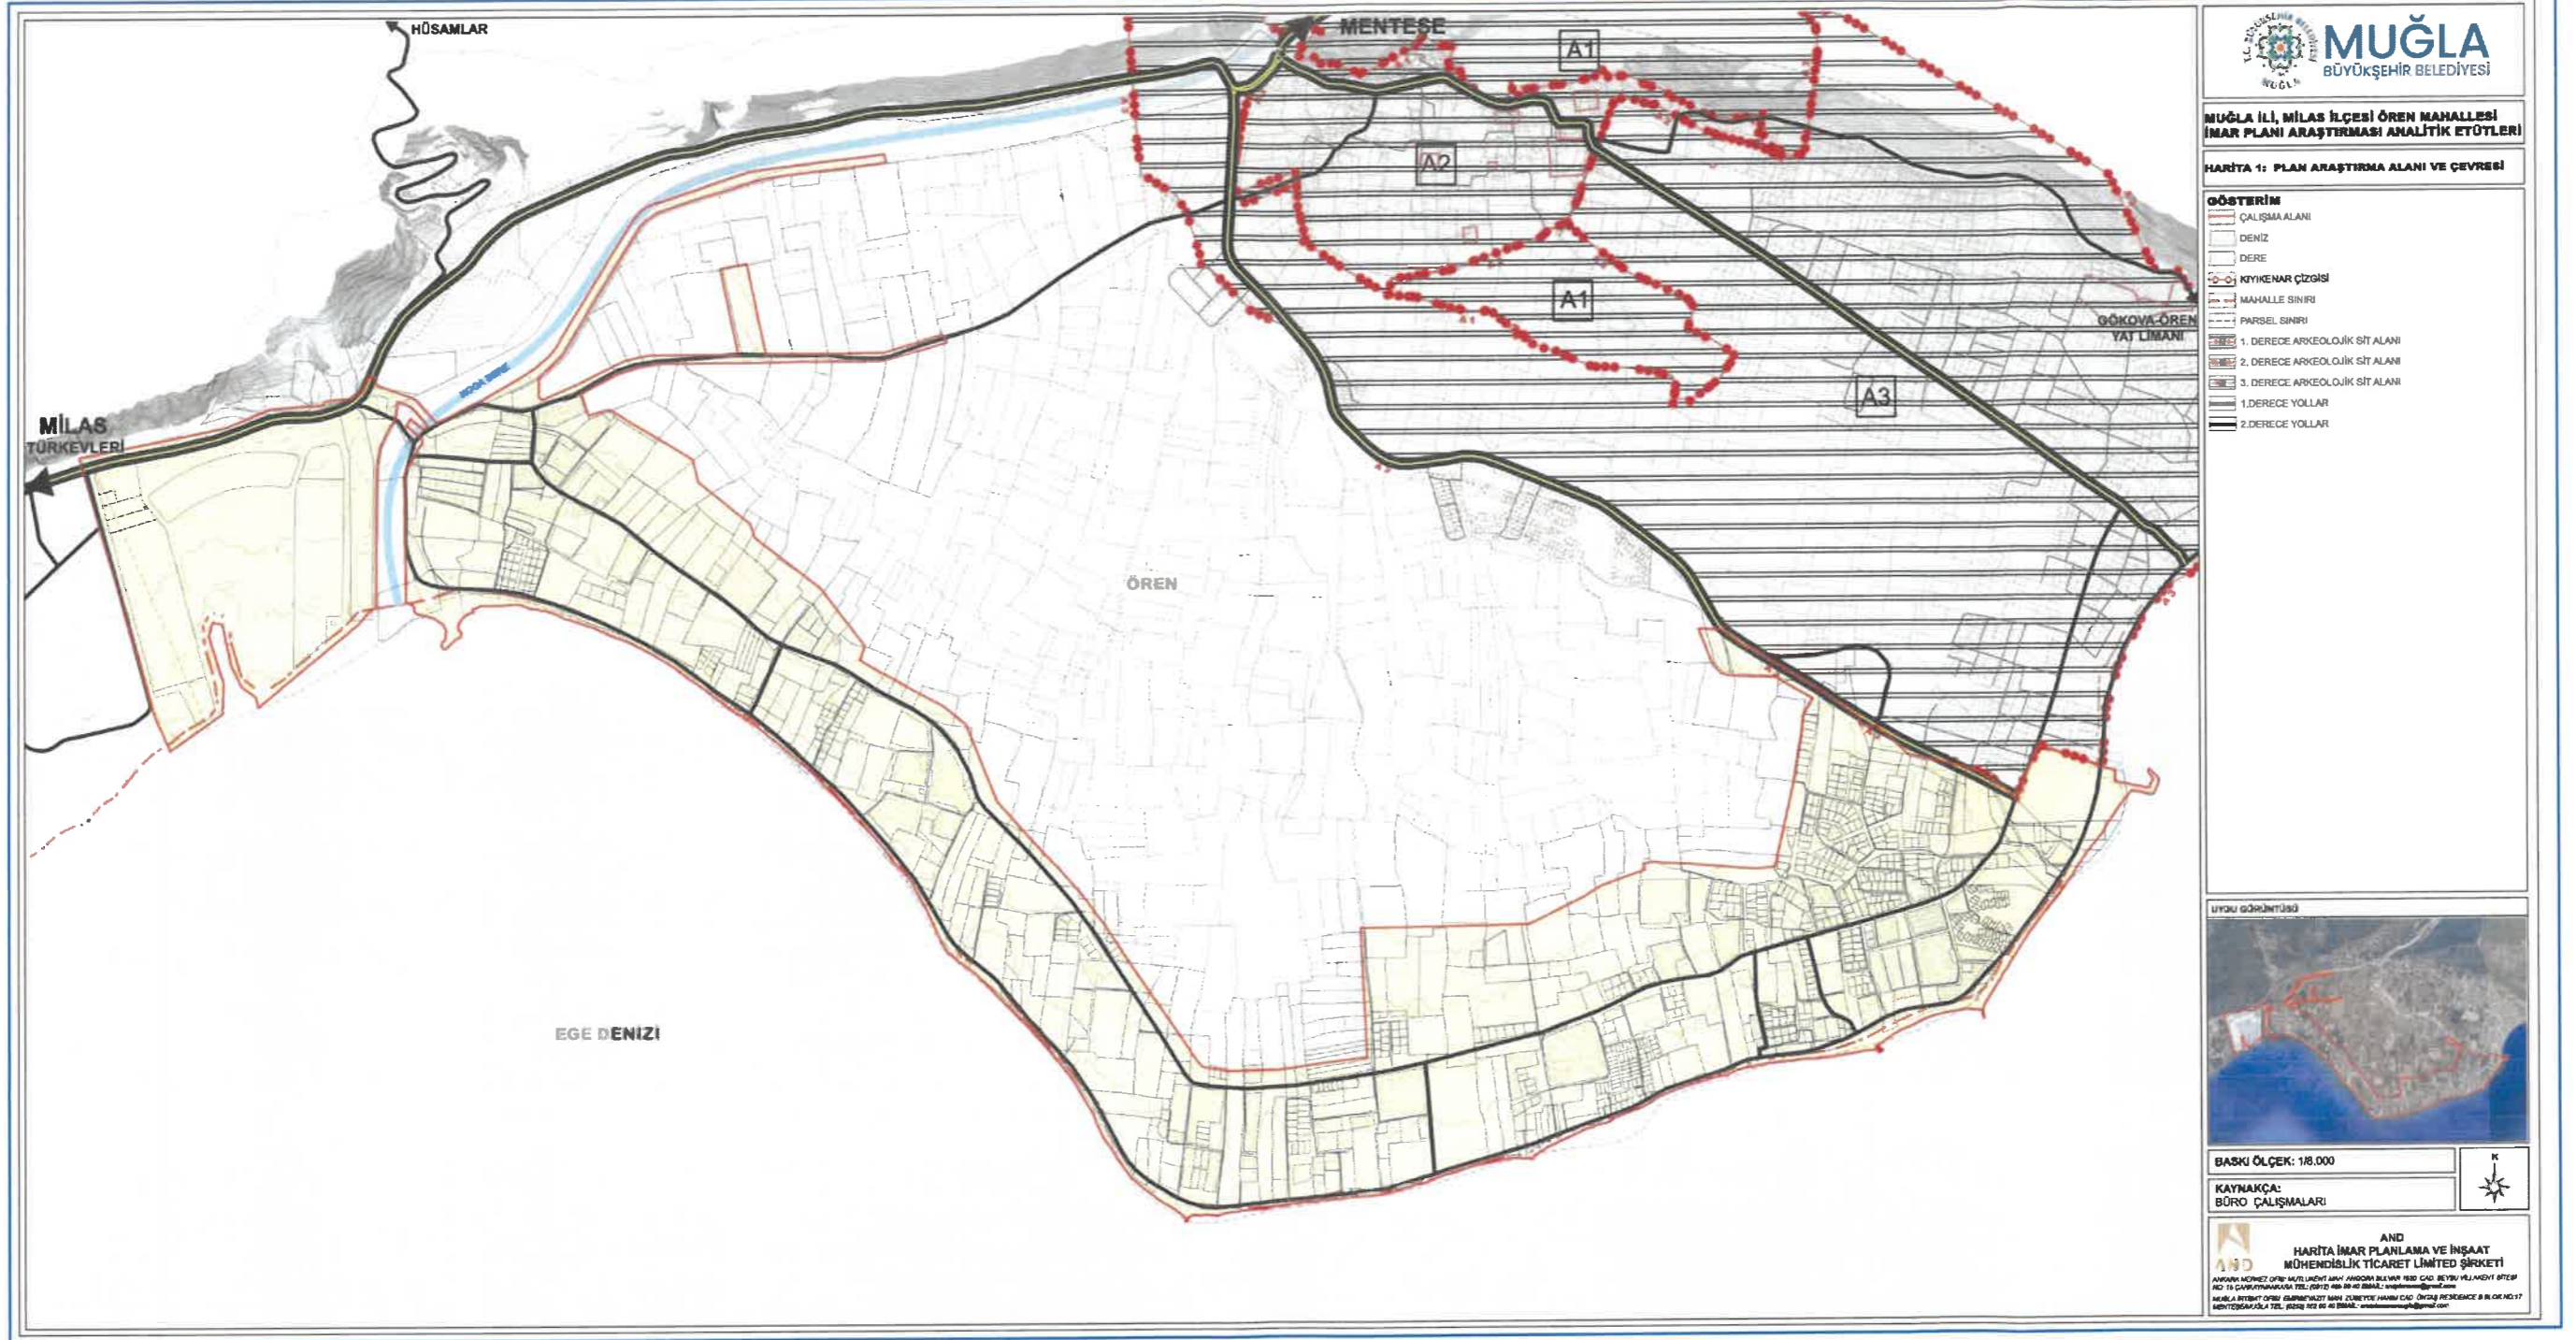 HÜSAMLAR
MENTEŞE
A1
A2
A1
A3
GÖKOVA-ÖREN
YAT LİMANI
KOCA DERE
MİLAS
TÜRKEVLERİ
ÖREN
EGE DENİZİ
MUĞLA
BÜYÜKŞEHİR BELEDİYESİ
MUĞLA İLİ, MİLAS İLÇESİ ÖREN MAHALLESİ
İMAR PLANI ARAŞTIRMASI ANALİTİK ETÜTLERİ
HARİTA 1: PLAN ARAŞTIRMA ALANI VE ÇEVRESİ
GÖSTERİM
ÇALIŞMA ALANI
DENİZ
DERE
KIYI KENAR ÇİZGİSİ
MAHALLE SINIRI
PARSEL SINIRI
1. DERECE ARKEOLOJİK SİT ALANI
2. DERECE ARKEOLOJİK SİT ALANI
3. DERECE ARKEOLOJİK SİT ALANI
1.DERECE YOLLAR
2.DERECE YOLLAR
UYDU GÖRÜNTÜSÜ
BASKI ÖLÇEK: 1/8.000
K
KAYNAKÇA:
BÜRO ÇALIŞMALARI
AND
AND
HARİTA İMAR PLANLAMA VE İNŞAAT
MÜHENDİSLİK TİCARET LİMİTED ŞİRKETİ